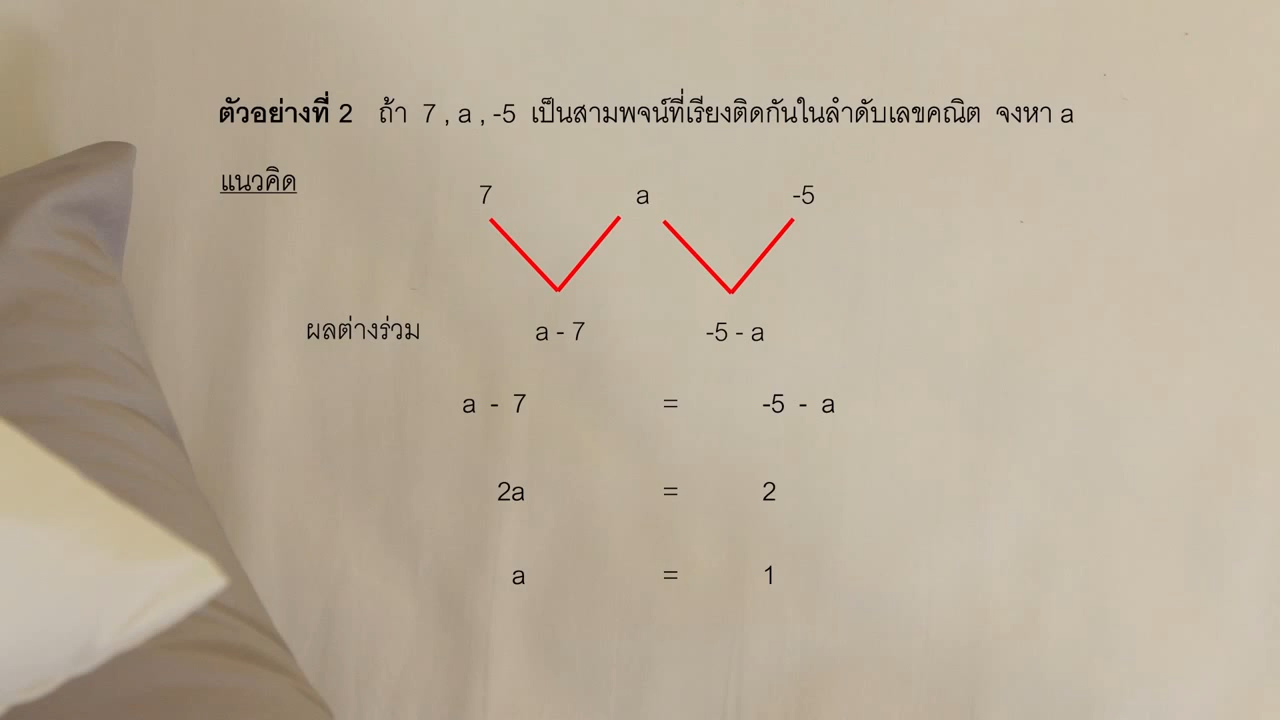 ตัวอย่างที่ 2 ถ้า 7 , a , -5 เป็นสามพจน์ที่เรียงติดกันในลำดับเลขคณิต จงหา a
แนวคิด
7 a -5
ผลต่างร่วม a - 7 -5 - a
a - 7 = -5 - a
2a = 2
a = 1